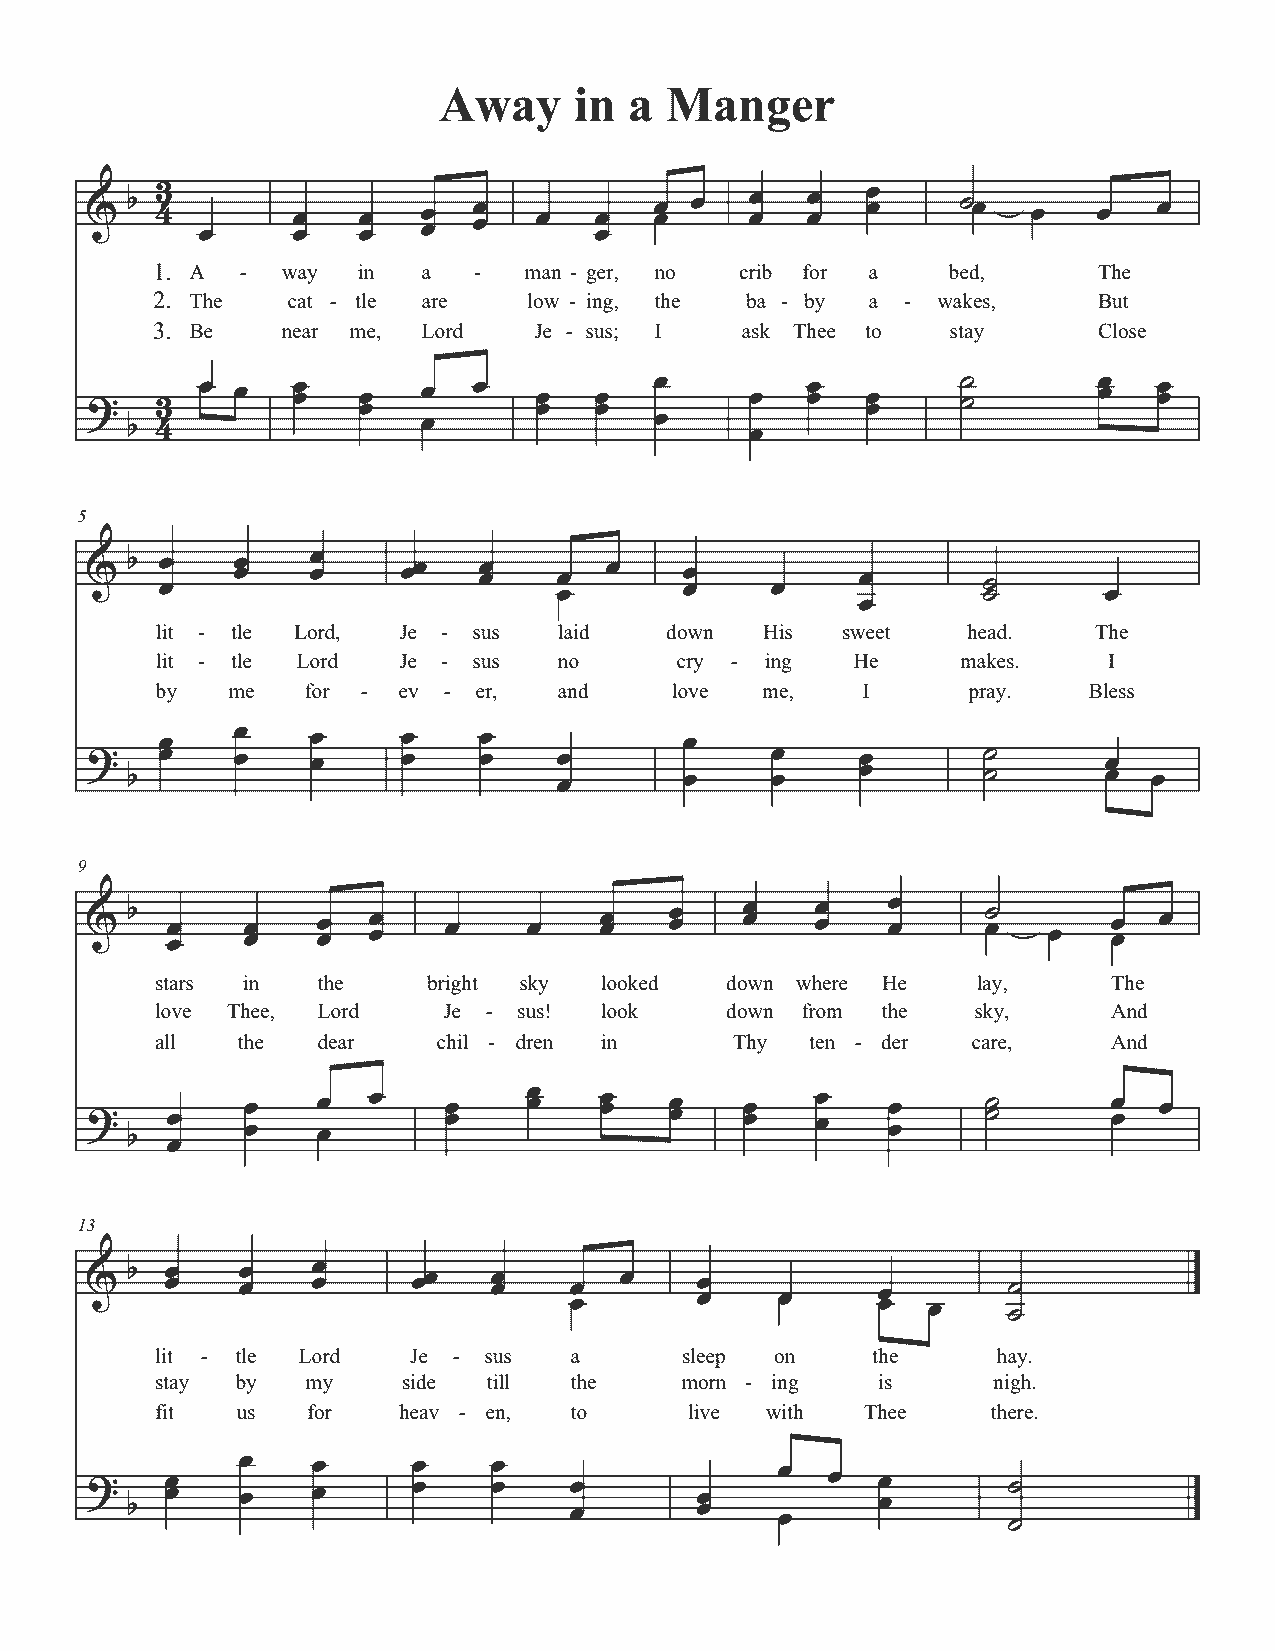 Away in a Manger
3
4
1. A - way in a - man - ger, no crib for a bed, The
2. The cat - tle are low - ing, the ba - by a - wakes, But
3. Be near me, Lord Je - sus; I ask Thee to stay Close
3
4
5
lit - tle Lord, Je - sus laid down His sweet head. The
lit - tle Lord Je - sus no cry - ing He makes. I
by me for - ev - er, and love me, I pray. Bless
9
stars in the bright sky looked down where He lay, The
love Thee, Lord Je - sus! look down from the sky, And
all the dear chil - dren in Thy ten - der care, And
13
lit - tle Lord Je - sus a sleep on the hay.
stay by my side till the morn - ing is nigh.
fit us for heav - en, to live with Thee there.